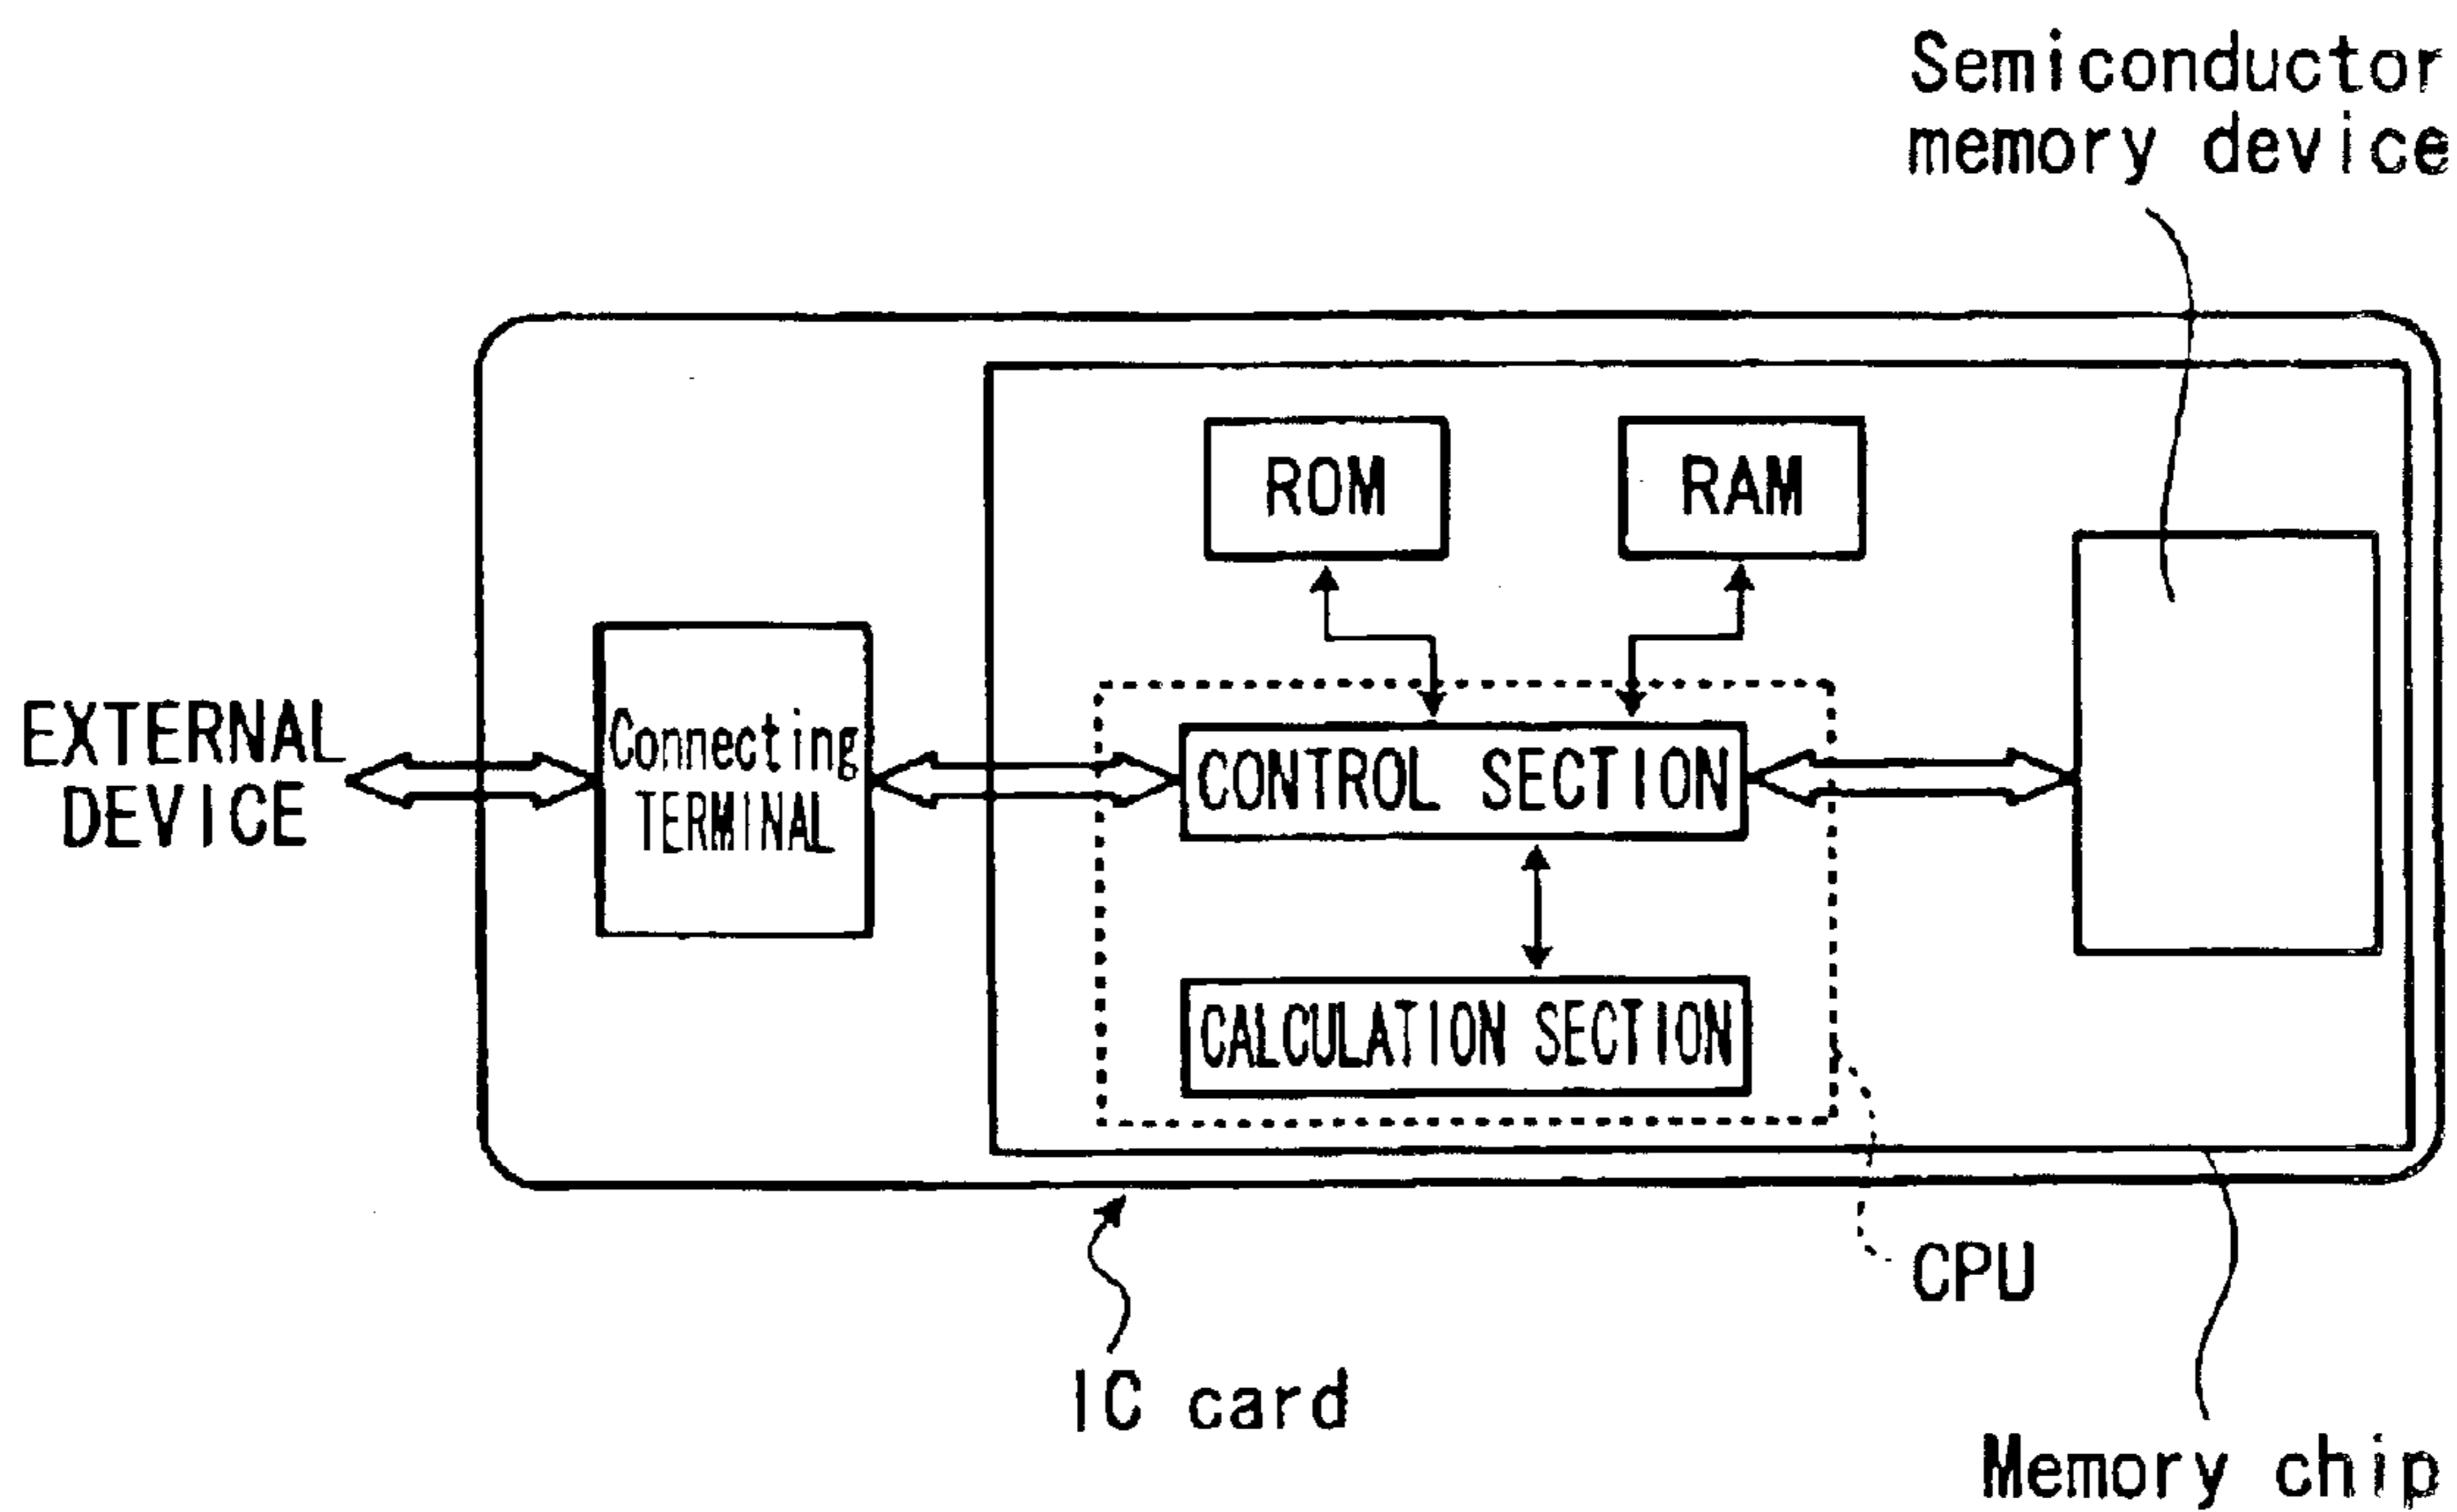 Semiconductor
memory device
ROM
RAM
EXTERNAL
DEVICE
Connecting
TERMINAL
CONTROL SECTION
CALCULATION SECTION
CPU
IC card
Memory chip